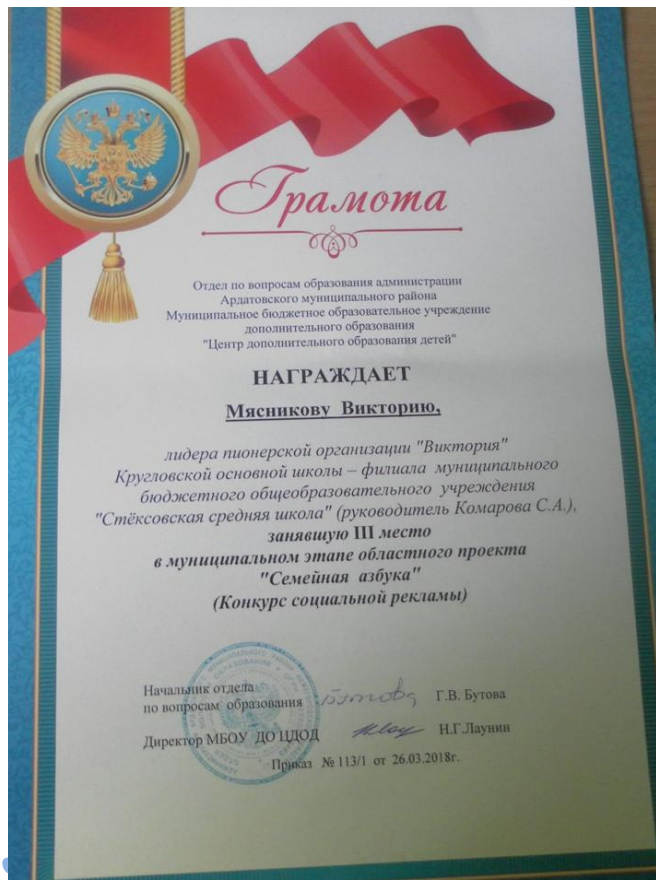 Грамота
Отдел по вопросам образования администрации
Ардатовского муниципального района
Муниципальное бюджетное образовательное учреждение
дополнительного образования
"Центр дополнительного образования детей"
НАГРАЖДАЕТ
Мясникову Викторию,
лидера пионерской организации "Виктория"
Кругловской основной школы – филиала муниципального
бюджетного общеобразовательного учреждения
"Стёксовская средняя школа" (руководитель Комарова С.А.),
занявшую III место
в муниципальном этапе областного проекта
"Семейная азбука"
(Конкурс социальной рекламы)
Начальник отдела
по вопросам образования Г.В. Бутова
Директор МБОУ ДО ЦДОД Н.Г.Лаунин
Приказ № 113/1 от 26.03.2018г.